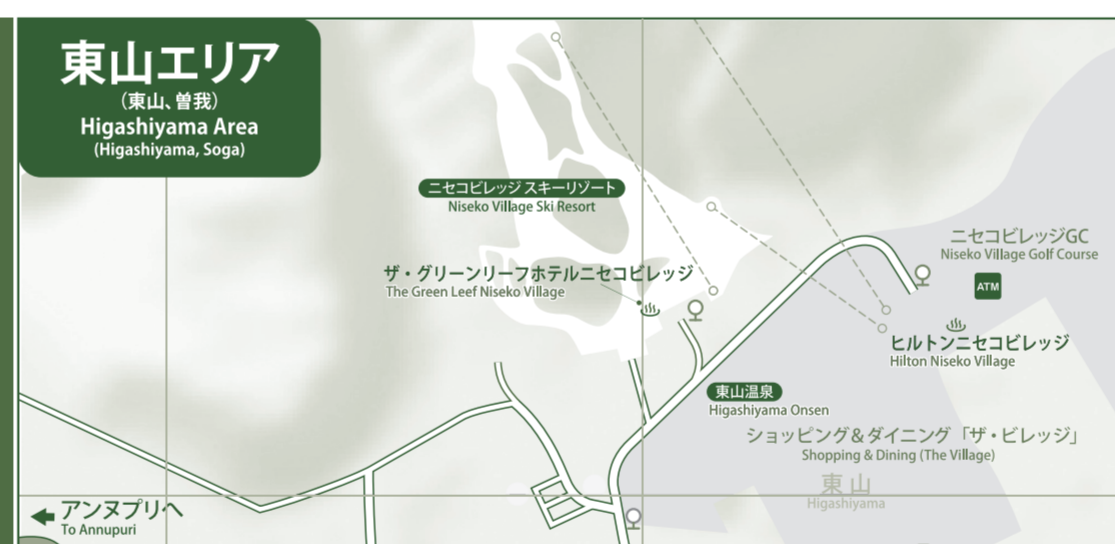 東山エリア
（東山、曽我）
Higashiyama Area
(Higashiyama, Soga)
ニセコビレッジ スキーリゾート
Niseko Village Ski Resort
ニセコビレッジGC
Niseko Village Golf Course
ATM
ザ・グリーンリーフホテルニセコビレッジ
The Green Leef Niseko Village
ヒルトンニセコビレッジ
Hilton Niseko Village
東山温泉
Higashiyama Onsen
ショッピング＆ダイニング「ザ・ビレッジ」
Shopping & Dining (The Village)
東山
Higashiyama
アンヌプリへ
To Annupuri